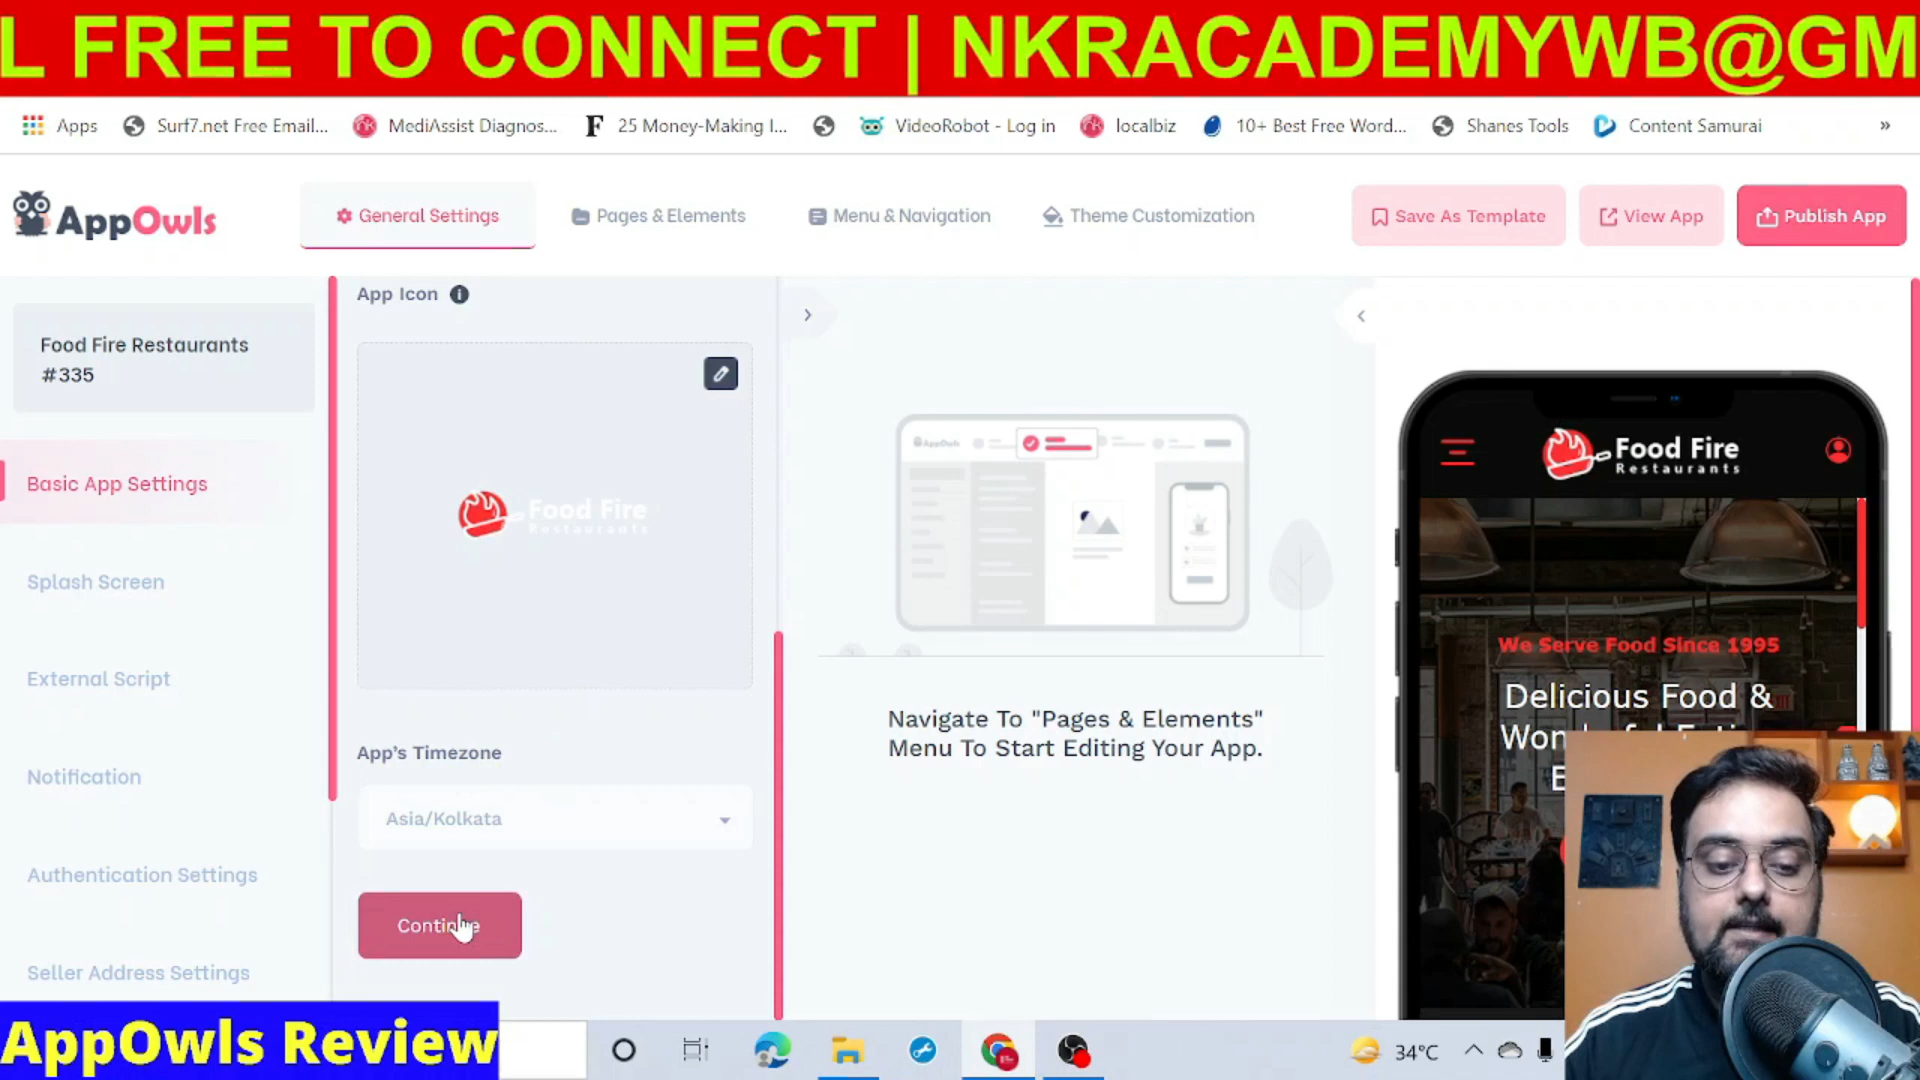 L FREE TO CONNECT | NKRACADEMYWB@GM
Apps
Surf7.net Free Email...
MediAssist Diagnos...
25 Money-Making I...
VideoRobot - Log in
localbiz
10+ Best Free Word...
Shanes Tools
Content Samurai
»
AppOwls
General Settings
Pages & Elements
Menu & Navigation
Theme Customization
Save As Template
View App
Publish App
Food Fire Restaurants
#335
Basic App Settings
Splash Screen
External Script
Notification
Authentication Settings
Seller Address Settings
App Icon
Food Fire
Restaurants
App's Timezone
Asia/Kolkata
Continue
AppOwls
Navigate To "Pages & Elements"
Menu To Start Editing Your App.
Food Fire
Restaurants
We Serve Food Since 1995
Delicious Food &
AppOwls Review
34°C